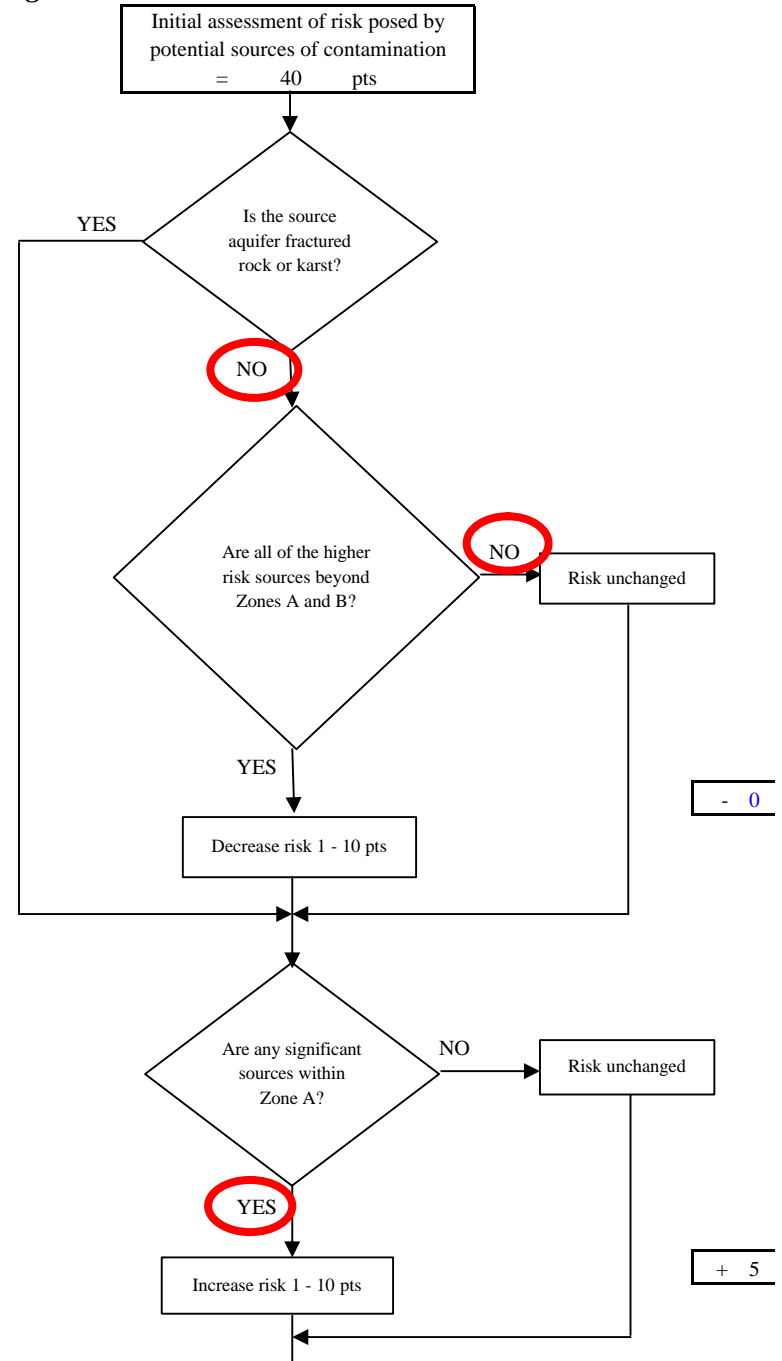 Initial assessment of risk posed by
potential sources of contamination
= 40 pts
YES
Is the source
aquifer fractured
rock or karst?
NO
Are all of the higher
risk sources beyond
Zones A and B?
NO
Risk unchanged
YES
- 0
Decrease risk 1 - 10 pts
Are any significant
sources within
Zone A?
NO
Risk unchanged
YES
+ 5
Increase risk 1 - 10 pts